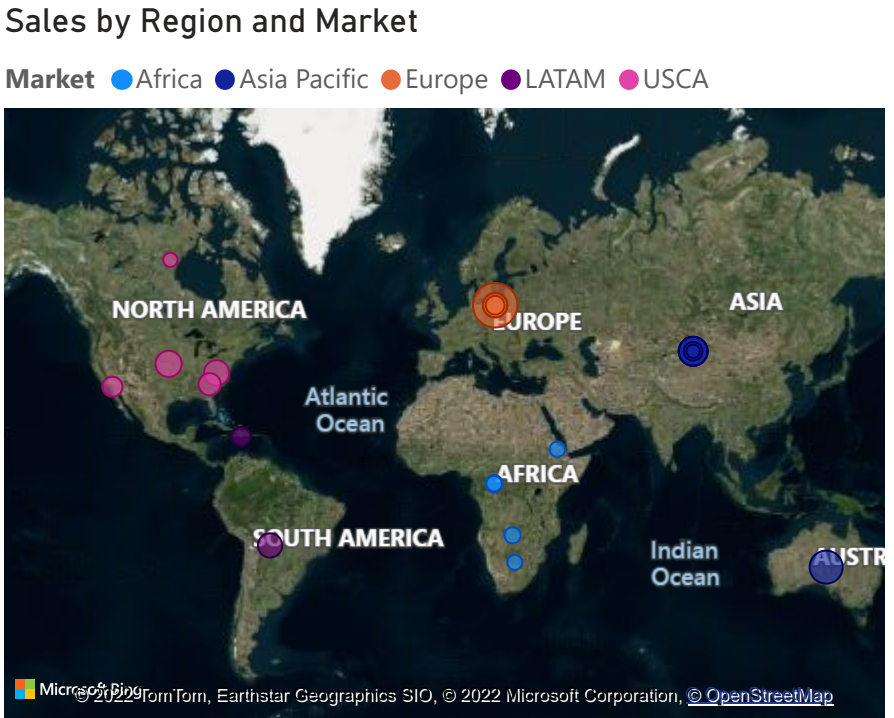 Sales by Region and Market
Market Africa Asia Pacific Europe LATAM USCA
ASIA
NORTH AMERICA
EUROPE
Atlantic
Ocean
AFRICA
SOUTH AMERICA
Indian
Ocean
AUSTR
Microsoft Bing
© 2022 TomTom, Earthstar Geographics SIO, © 2022 Microsoft Corporation, © OpenStreetMap